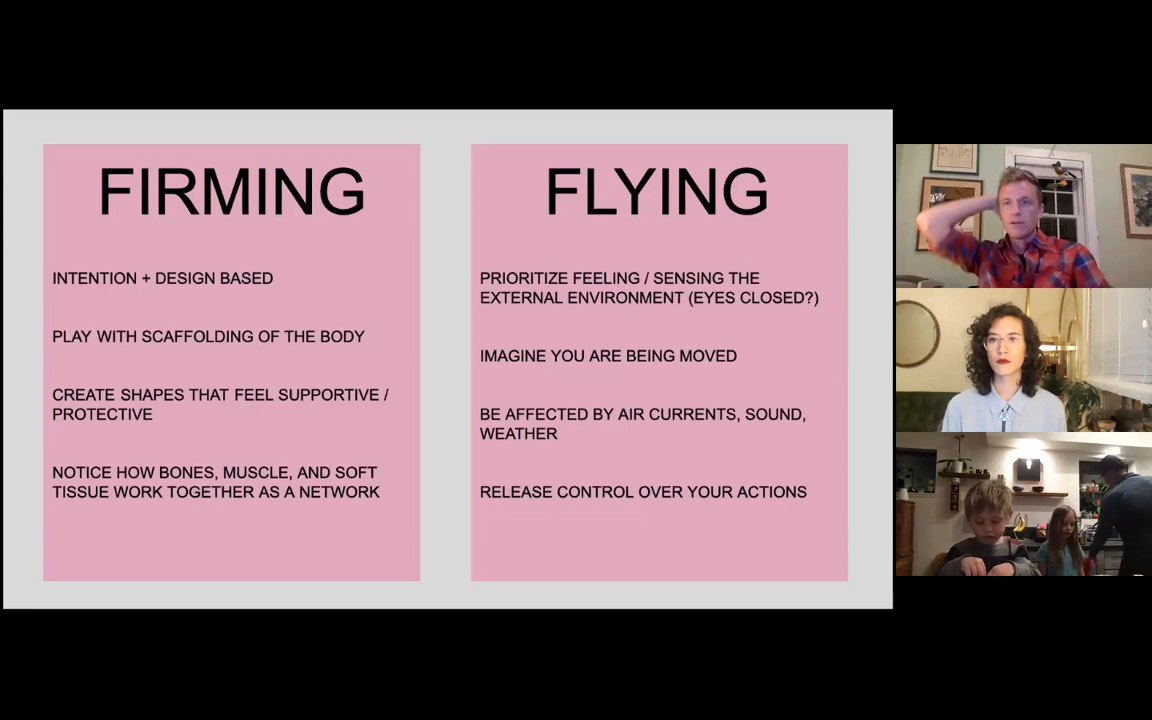 FIRMING
INTENTION + DESIGN BASED
PLAY WITH SCAFFOLDING OF THE BODY
CREATE SHAPES THAT FEEL SUPPORTIVE /
PROTECTIVE
NOTICE HOW BONES, MUSCLE, AND SOFT
TISSUE WORK TOGETHER AS A NETWORK
FLYING
PRIORITIZE FEELING / SENSING THE
EXTERNAL ENVIRONMENT (EYES CLOSED?)
IMAGINE YOU ARE BEING MOVED
BE AFFECTED BY AIR CURRENTS, SOUND,
WEATHER
RELEASE CONTROL OVER YOUR ACTIONS